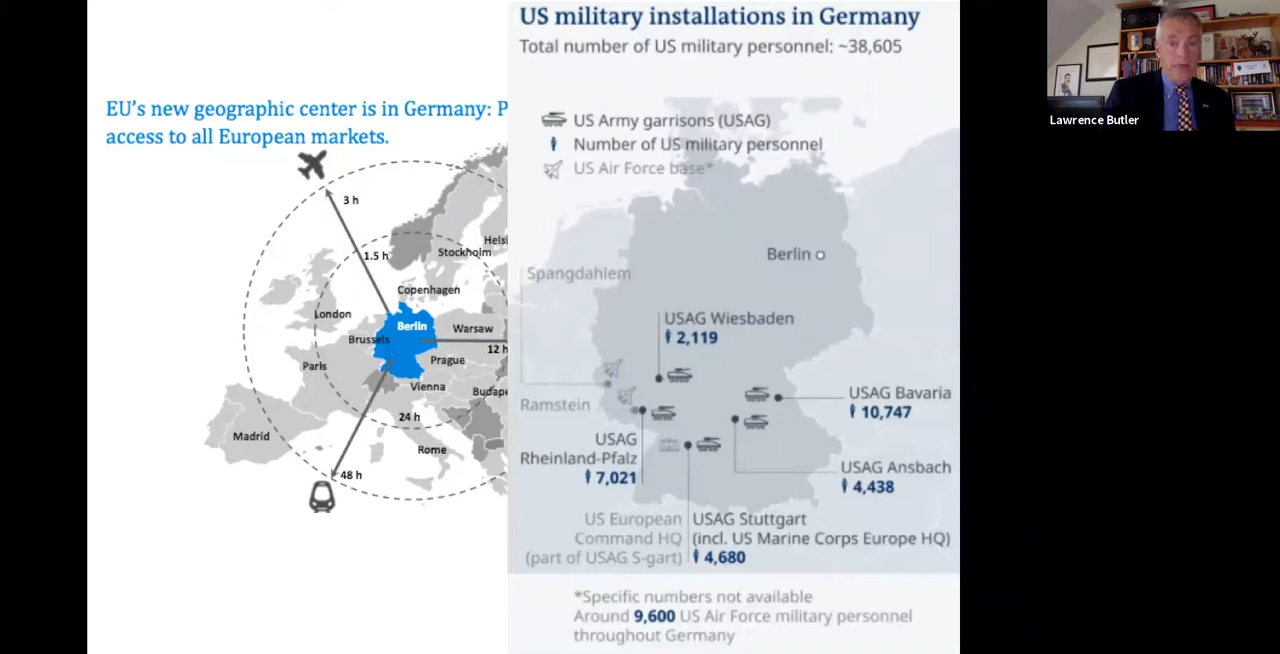 EU's new geographic center is in Germany: P
access to all European markets.
3 h
1.5 h
Helsi
Stockholm
Copenhagen
London
Berlin
Warsaw
Brussels
12 h
Prague
Paris
Vienna
Budape
24 h
Madrid
Rome
48 h
US military installations in Germany
Total number of US military personnel: ~38,605
US Army garrisons (USAG)
Number of US military personnel
US Air Force base*
Berlin
Spangdahlem
USAG Wiesbaden
2,119
USAG Bavaria
10,747
Ramstein
USAG
Rheinland-Pfalz
7,021
USAG Ansbach
4,438
US European
Command HQ
(part of USAG S-gart)
USAG Stuttgart
(incl. US Marine Corps Europe HQ)
4,680
*Specific numbers not available
Around 9,600 US Air Force military personnel
throughout Germany
Lawrence Butler